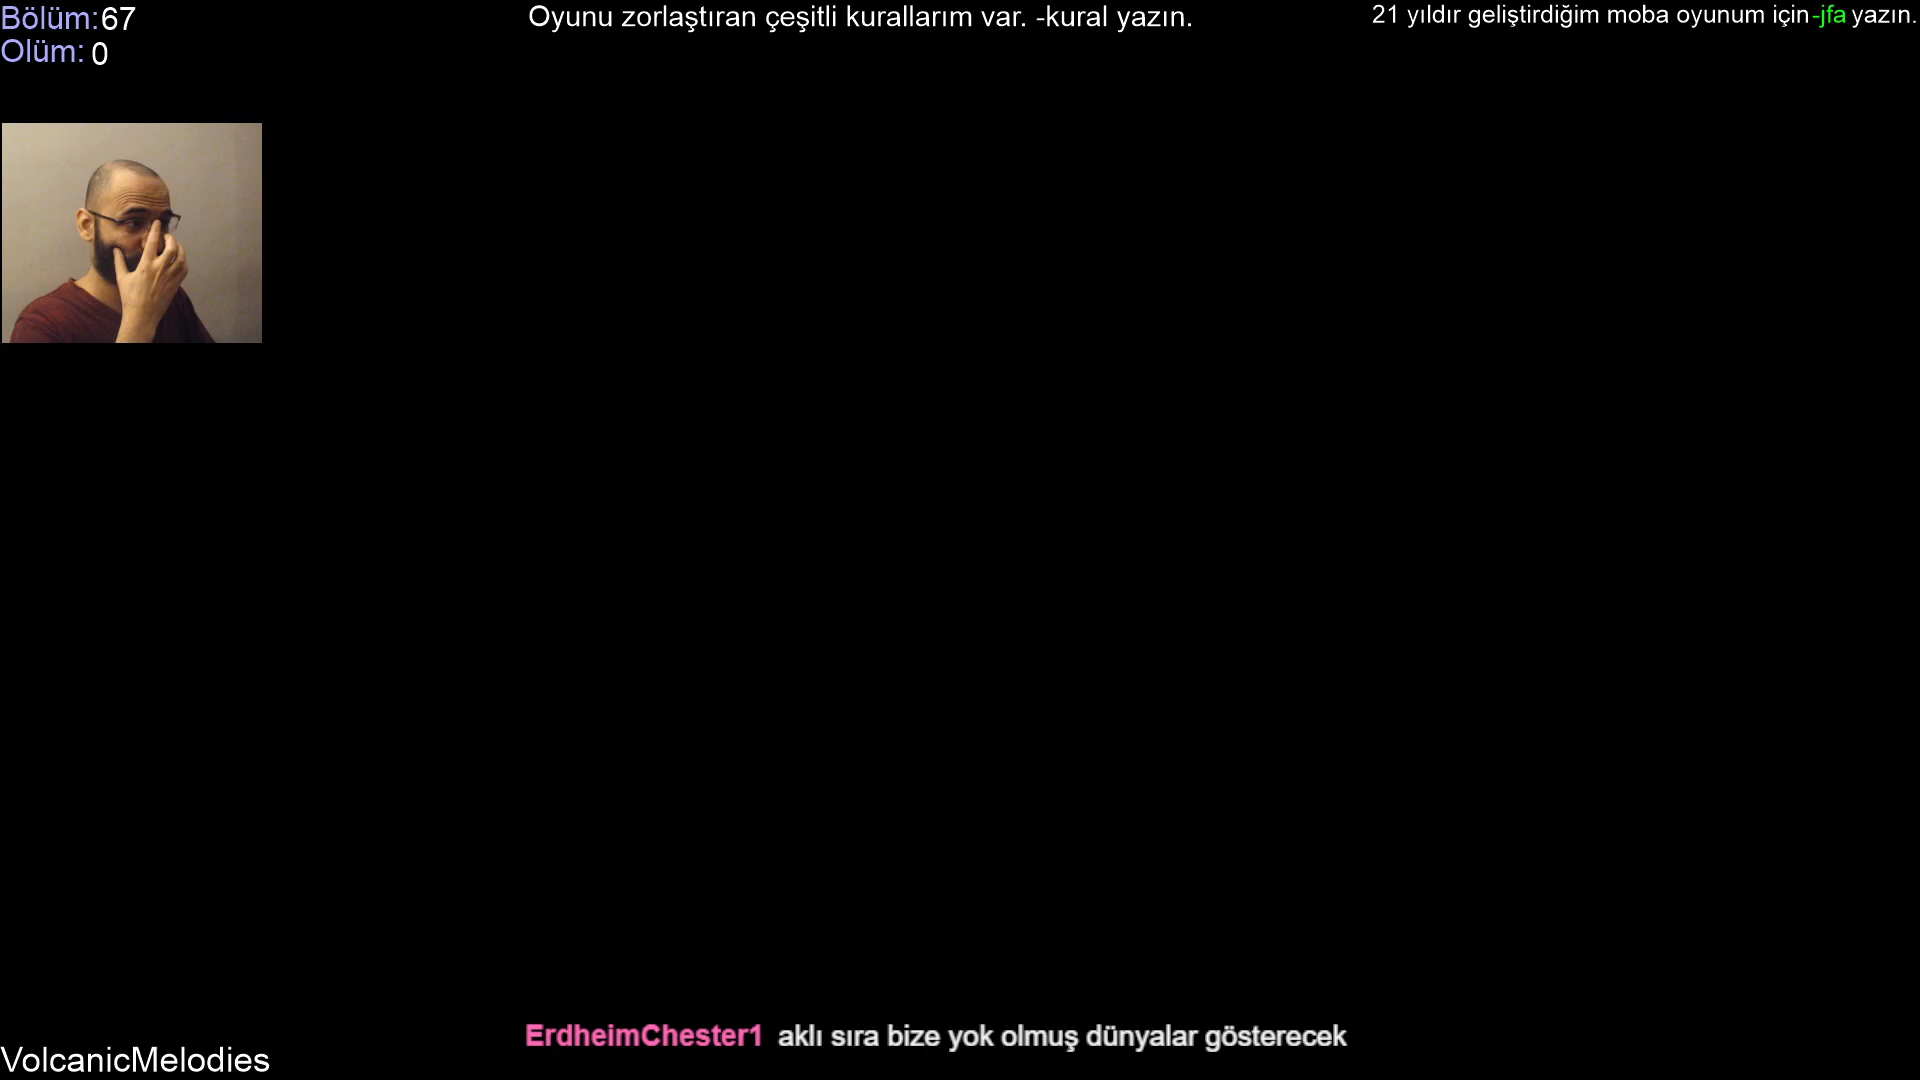 Bölüm:67
Olüm: 0
Oyunu zorlaştıran çeşitli kurallarım var. -kural yazın.
21 yıldır geliştirdiğim moba oyunum için -jfa yazın.
ErdheimChester1 aklı sıra bize yok olmuş dünyalar gösterecek
VolcanicMelodies